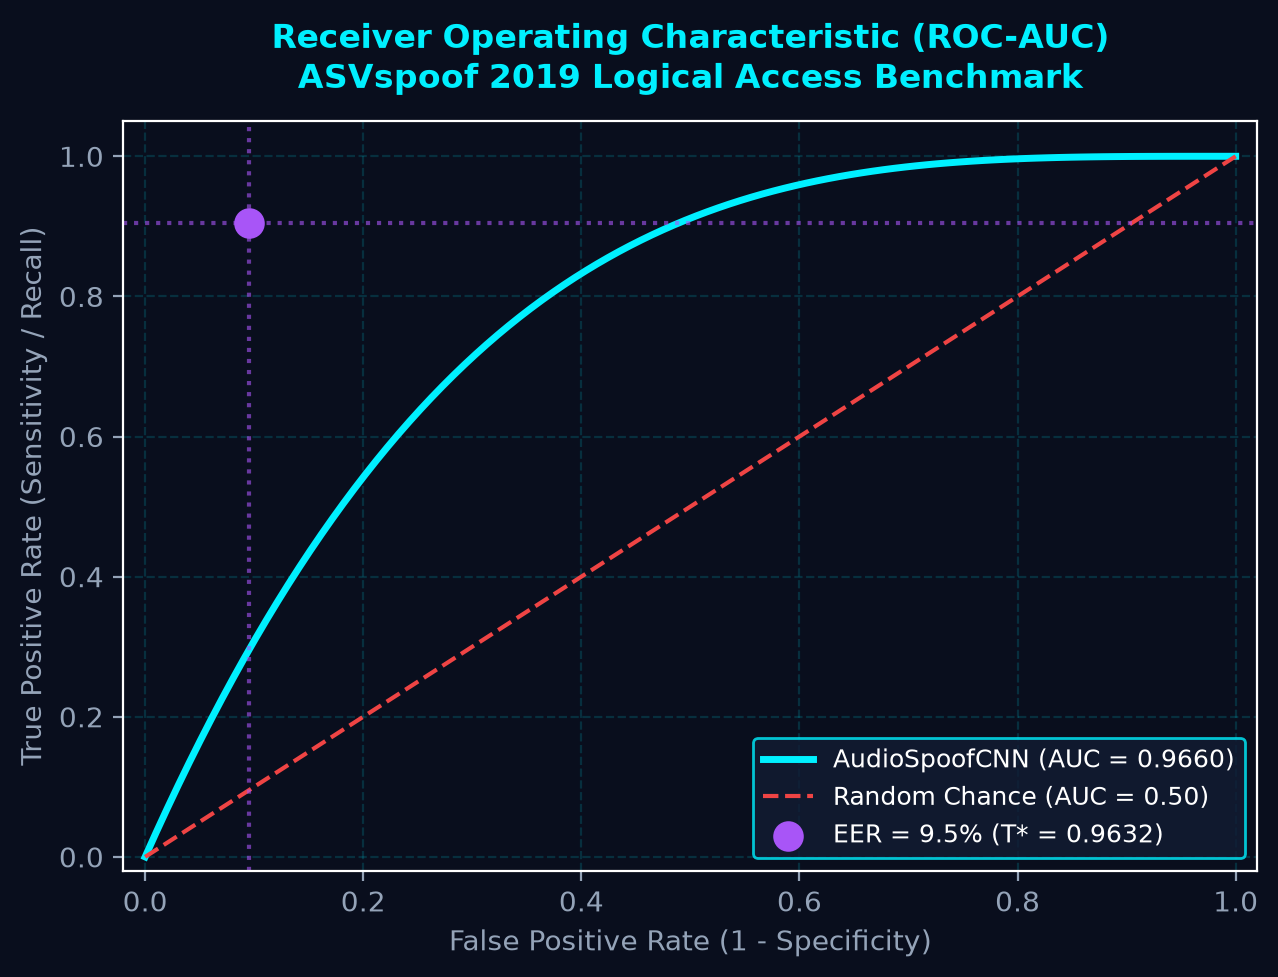 Receiver Operating Characteristic (ROC-AUC)
ASVspoof 2019 Logical Access Benchmark
True Positive Rate (Sensitivity / Recall)
1.0
0.8
0.6
0.4
0.2
0.0
AudioSpoofCNN (AUC = 0.9660)
Random Chance (AUC = 0.50)
EER = 9.5% (T* = 0.9632)
0.0 0.2 0.4 0.6 0.8 1.0
False Positive Rate (1 - Specificity)